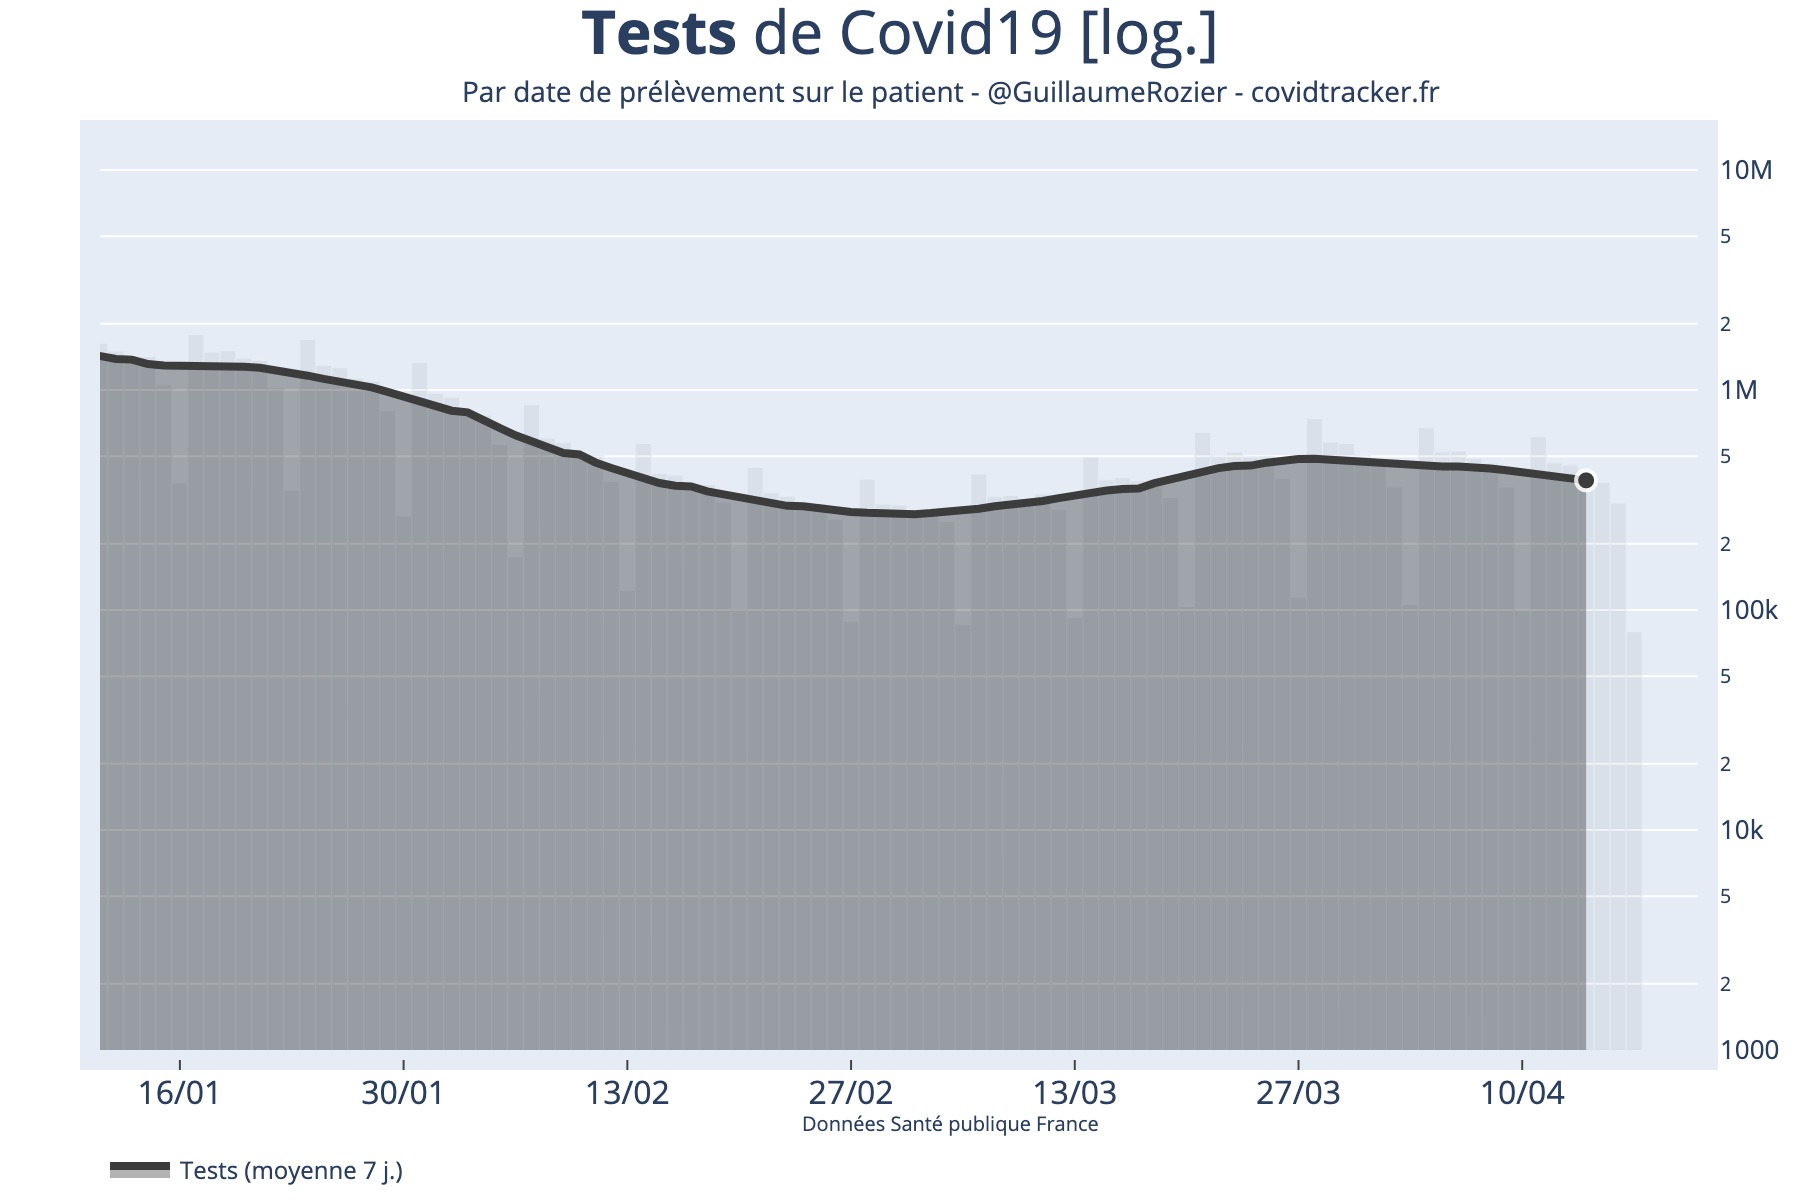 Tests de Covid19 [log.]
Par date de prélèvement sur le patient - @GuillaumeRozier - covidtracker.fr
10M
5
2
1M
5
2
100k
5
2
10k
5
2
1000
16/01 30/01 13/02 27/02 13/03 27/03 10/04
Données Santé publique France
Tests (moyenne 7 j.)